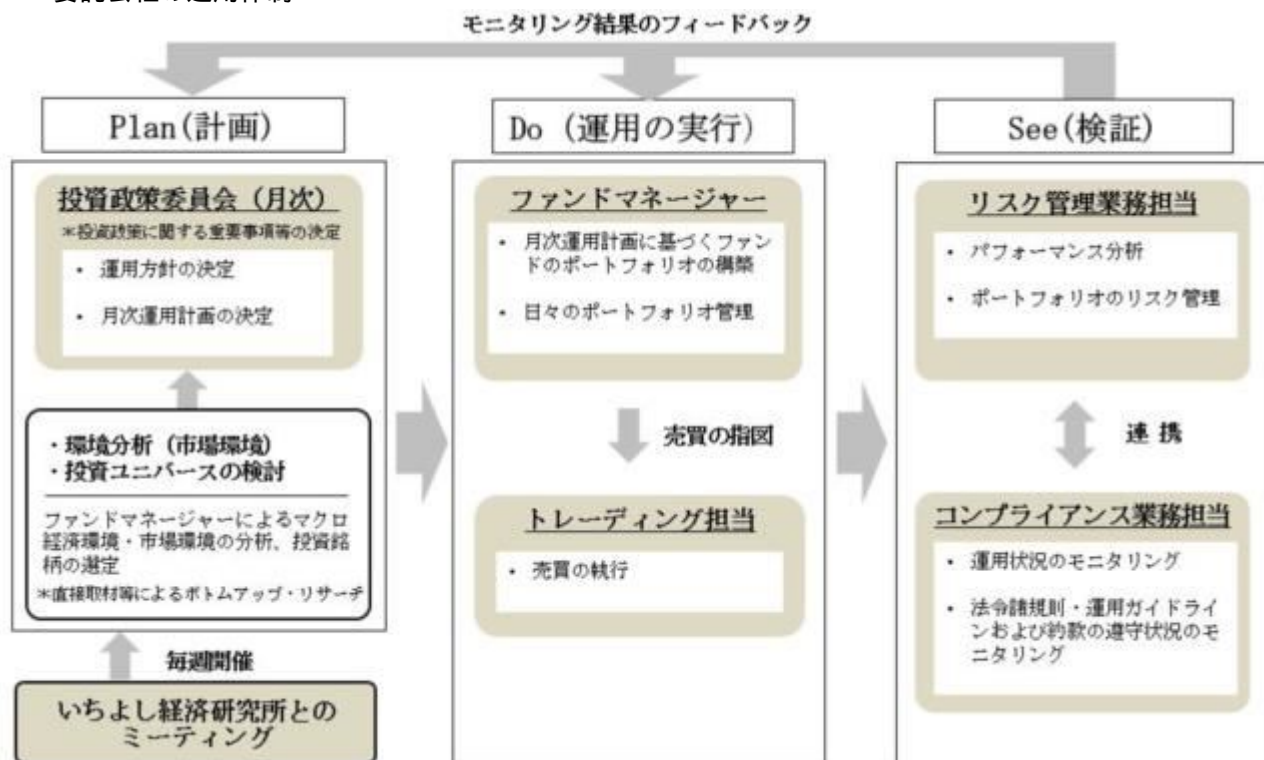 モニタリング結果のフィードバック
Plan(計画)
投資政策委員会（月次）
＊投資政策に関する重要事項等の決定
・ 運用方針の決定
・ 月次運用計画の決定
・環境分析（市場環境）
・投資ユニバースの検討
ファンドマネージャーによるマクロ
経済環境・市場環境の分析、投資銘
柄の選定
＊直接取材等によるボトムアップ・リサーチ
毎週開催
いちよし経済研究所との
ミーティング
Do（運用の実行）
ファンドマネージャー
・ 月次運用計画に基づくファン
ドのポートフォリオの構築
・ 日々のポートフォリオ管理
売買の指図
トレーディング担当
・ 売買の執行
See(検証)
リスク管理業務担当
・ パフォーマンス分析
・ ポートフォリオのリスク管理
連 携
コンプライアンス業務担当
・ 運用状況のモニタリング
・ 法令諸規則・運用ガイドライ
ンおよび約款の遵守状況のモ
ニタリング